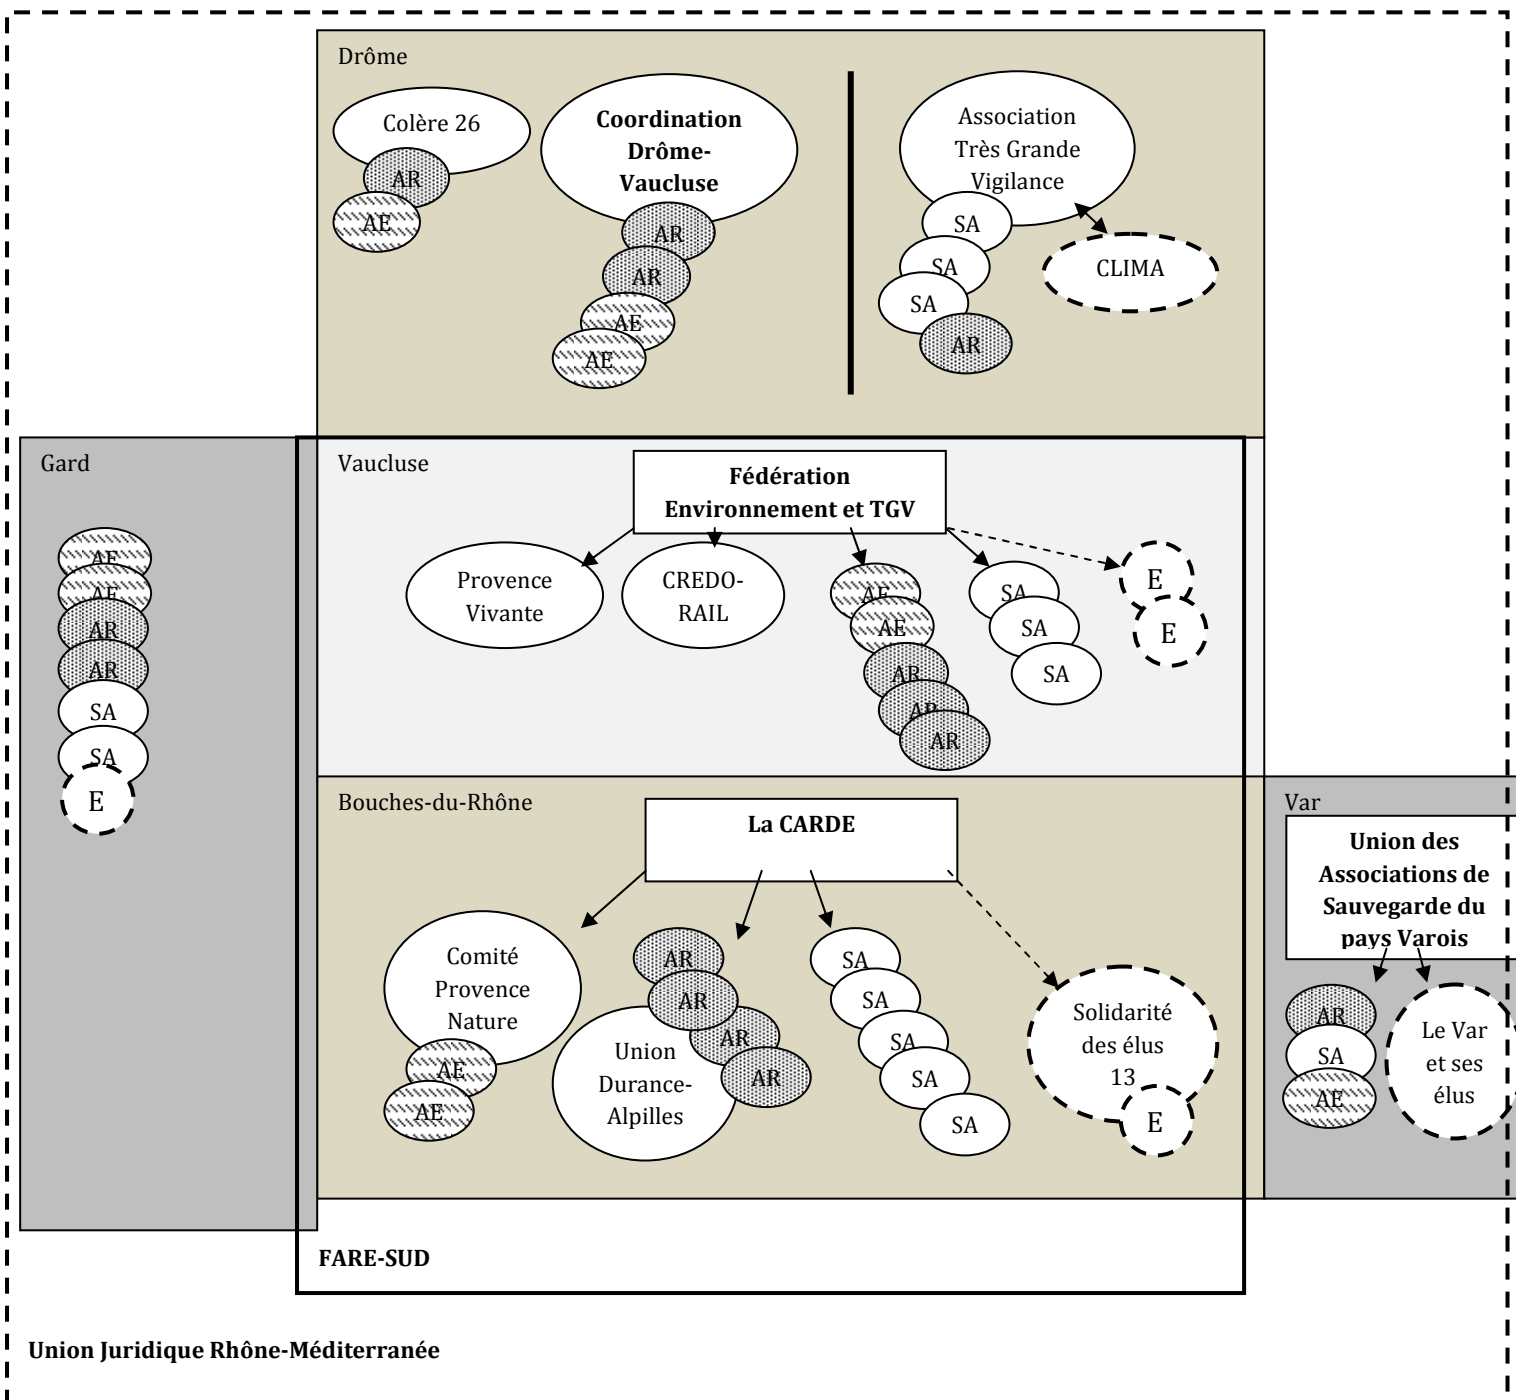 Drôme
Colère 26
AR
AE
Coordination
Drôme-
Vaucluse
AR
AR
AE
AE
Association
Très Grande
Vigilance
SA
SA
SA
AR
CLIMA
Gard
AE
AE
AR
AR
SA
SA
E
Vaucluse
Fédération
Environnement et TGV
Provence
Vivante
CREDO-
RAIL
AE
AE
AR
AR
AR
SA
SA
SA
E
E
Bouches-du-Rhône
La CARDE
Comité
Provence
Nature
AE
AE
AR
AR
AR
AR
Union
Durance-
Alpilles
SA
SA
SA
SA
SA
Solidarité
des élus
13
E
Var
Union des
Associations de
Sauvegarde du
pays Varois
AR
SA
AE
Le Var
et ses
élus
FARE-SUD
Union Juridique Rhône-Méditerranée